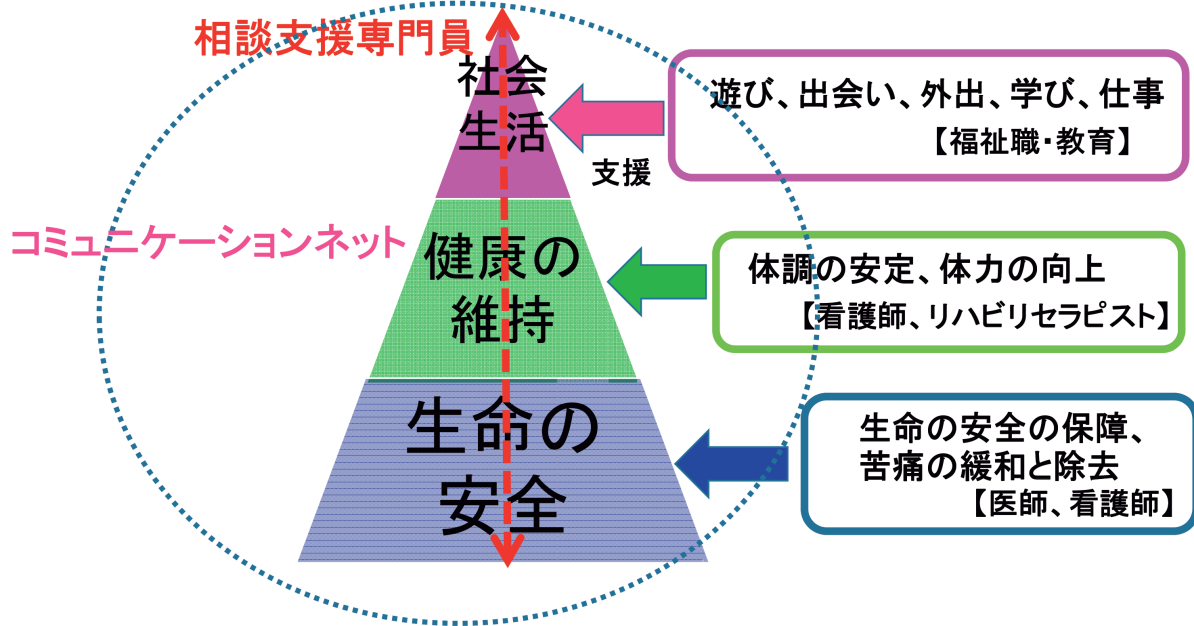 相談支援専門員
社会
生活
遊び、出会い、外出、学び、仕事
【福祉職・教育】
支援
コミュニケーションネット
健康の
維持
体調の安定、体力の向上
【看護師、リハビリセラピスト】
生命の
安全
生命の安全の保障、
苦痛の緩和と除去
【医師、看護師】